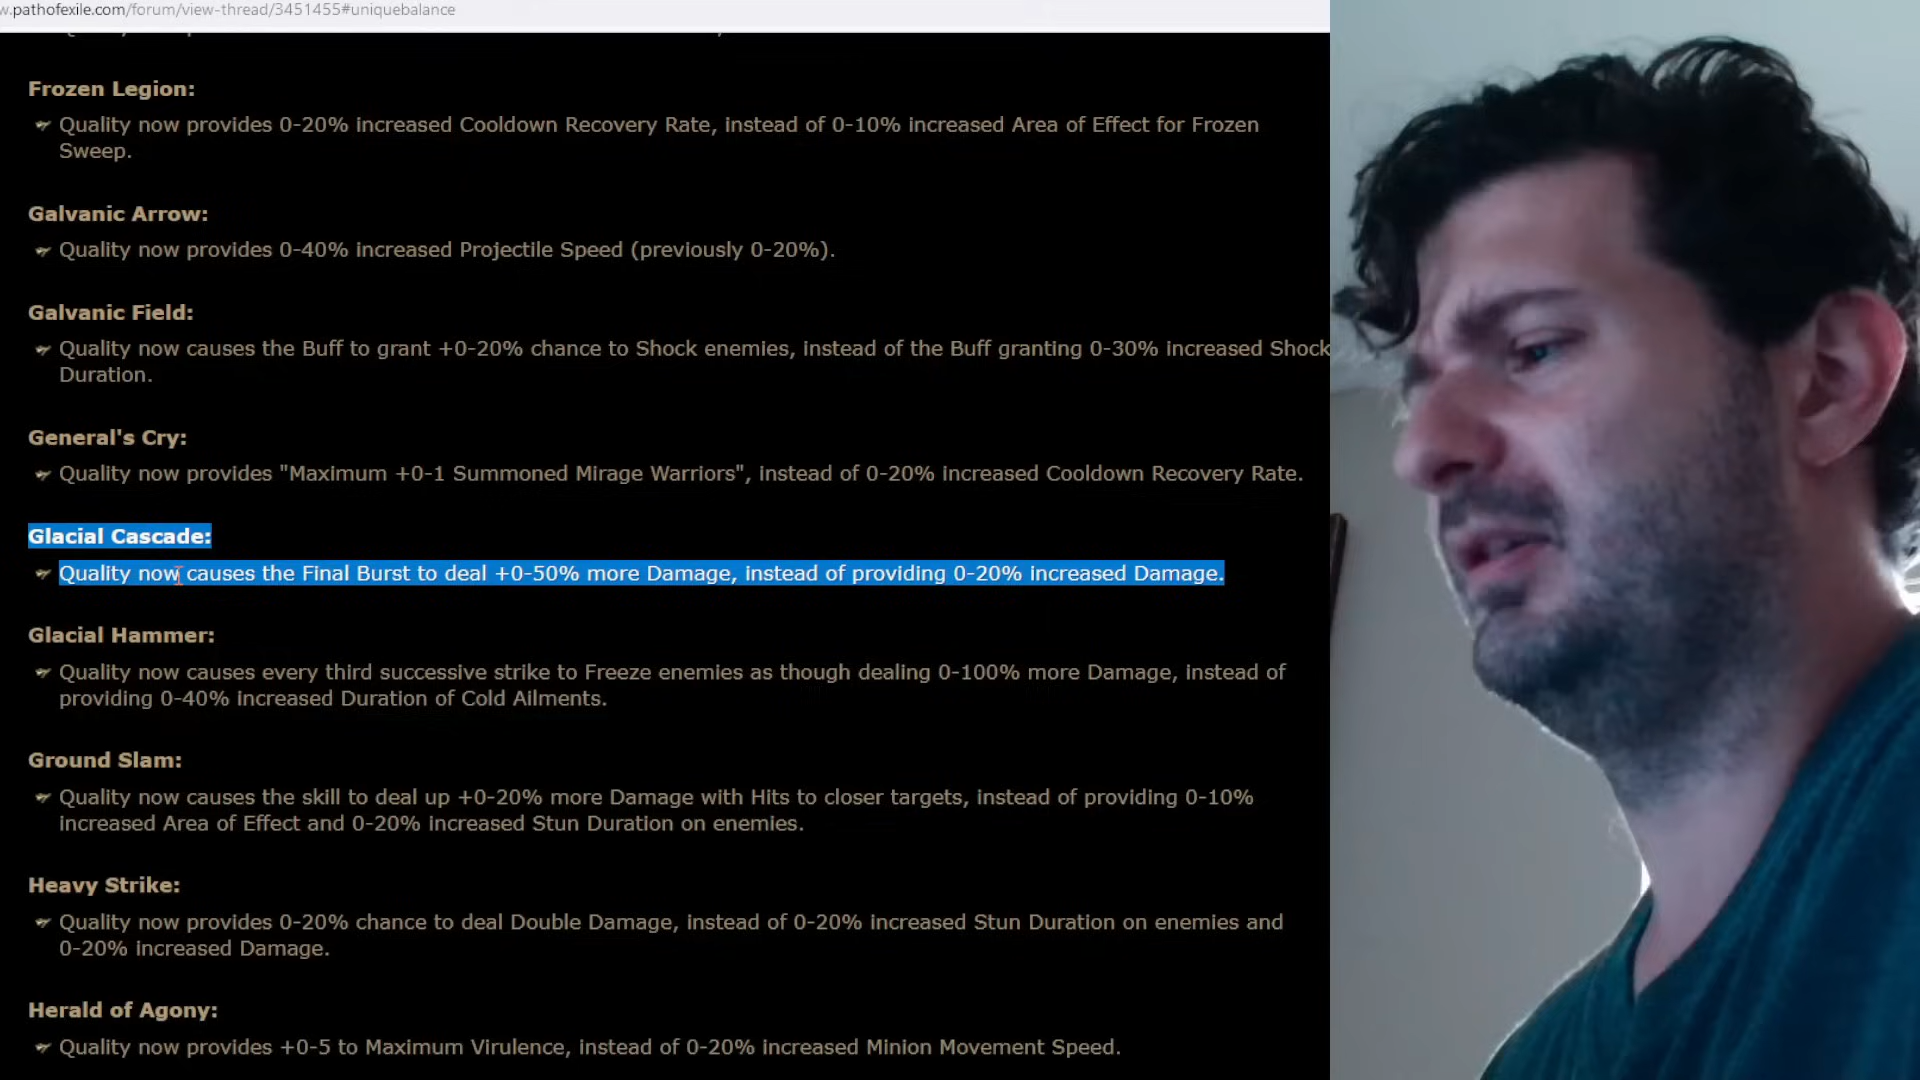 w.pathofexile.com/forum/view-thread/3451455#uniquebalance
Frozen Legion:
Quality now provides 0-20% increased Cooldown Recovery Rate, instead of 0-10% increased Area of Effect for Frozen
Sweep.
Galvanic Arrow:
Quality now provides 0-40% increased Projectile Speed (previously 0-20%).
Galvanic Field:
Quality now causes the Buff to grant +0-20% chance to Shock enemies, instead of the Buff granting 0-30% increased Shock
Duration.
General's Cry:
Quality now provides "Maximum +0-1 Summoned Mirage Warriors", instead of 0-20% increased Cooldown Recovery Rate.
Glacial Cascade:
Quality now causes the Final Burst to deal +0-50% more Damage, instead of providing 0-20% increased Damage.
Glacial Hammer:
Quality now causes every third successive strike to Freeze enemies as though dealing 0-100% more Damage, instead of
providing 0-40% increased Duration of Cold Ailments.
Ground Slam:
Quality now causes the skill to deal up +0-20% more Damage with Hits to closer targets, instead of providing 0-10%
increased Area of Effect and 0-20% increased Stun Duration on enemies.
Heavy Strike:
Quality now provides 0-20% chance to deal Double Damage, instead of 0-20% increased Stun Duration on enemies and
0-20% increased Damage.
Herald of Agony:
Quality now provides +0-5 to Maximum Virulence, instead of 0-20% increased Minion Movement Speed.